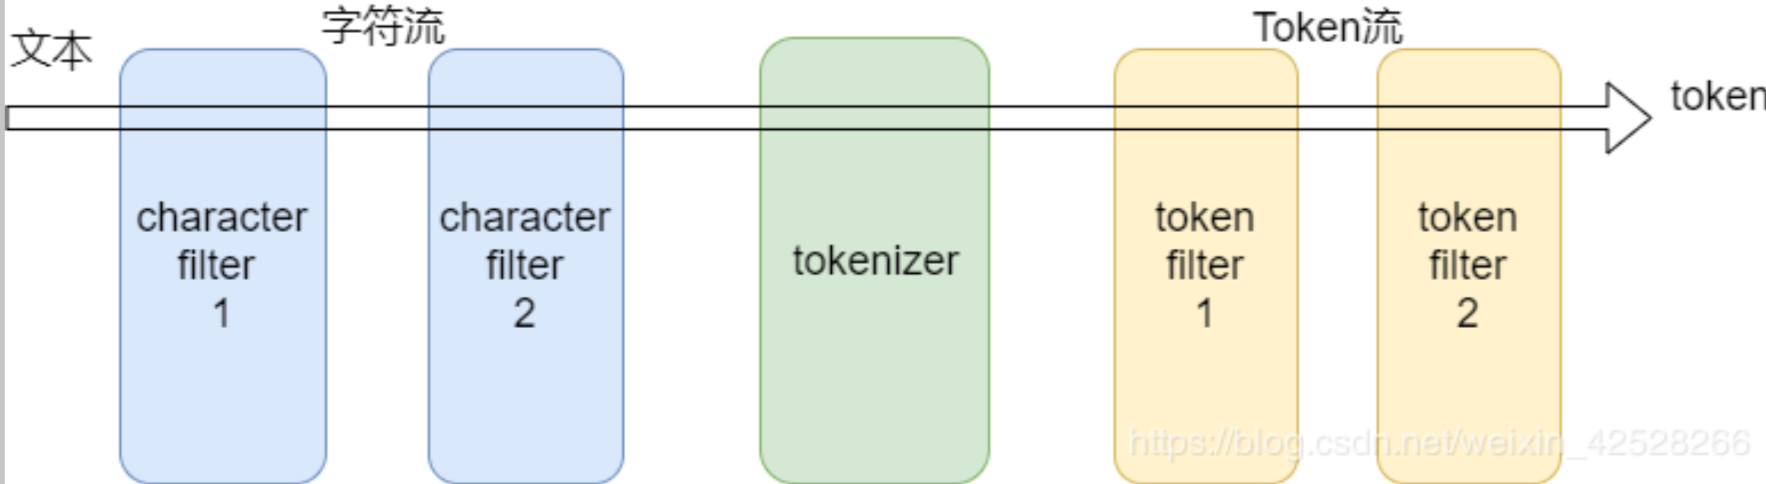 文本
字符流
Token流
token
character
filter
1
character
filter
2
tokenizer
token
filter
1
token
filter
2
https://blog.csdn.net/weixin_42528266